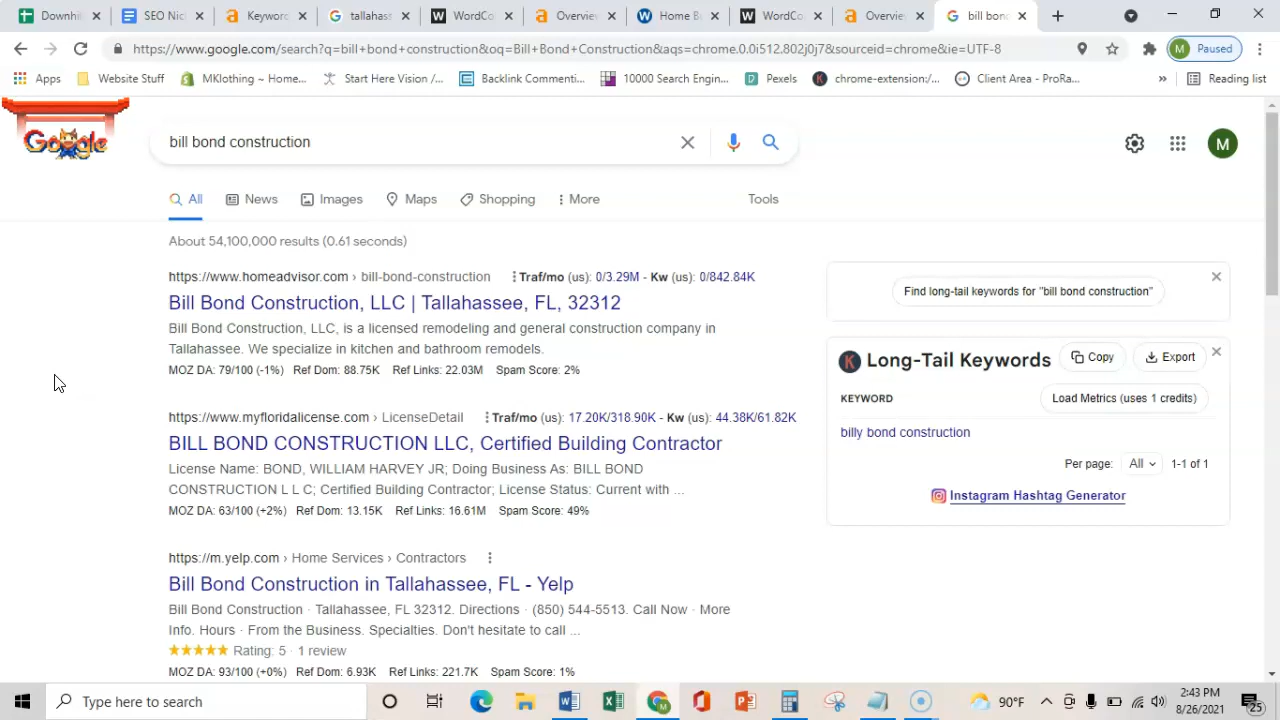 Downhi
SEO Nic
Keyword
tallahass
WordCo
Overview
Home B
WordCo
Overview
bill bond
https://www.google.com/search?q=bill+bond+construction&oq=Bill+Bond+Construction&aqs=chrome.0.0i512.802j0j7&sourceid=chrome&ie=UTF-8
M Paused
Apps
Website Stuff
MKlothing ~ Home...
Start Here Vision /...
Backlink Commenti...
10000 Search Engin...
Pexels
chrome-extension:/...
Client Area - ProRa...
»
Reading list
Google
bill bond construction
M
All
News
Images
Maps
Shopping
More
Tools
About 54,100,000 results (0.61 seconds)
https://www.homeadvisor.com › bill-bond-construction Traf/mo (us): 0/3.29M - Kw (us): 0/842.84K
Bill Bond Construction, LLC | Tallahassee, FL, 32312
Bill Bond Construction, LLC, is a licensed remodeling and general construction company in
Tallahassee. We specialize in kitchen and bathroom remodels.
MOZ DA: 79/100 (-1%) Ref Dom: 88.75K Ref Links: 22.03M Spam Score: 2%
https://www.myfloridalicense.com › LicenseDetail Traf/mo (us): 17.20K/318.90K - Kw (us): 44.38K/61.82K
BILL BOND CONSTRUCTION LLC, Certified Building Contractor
License Name: BOND, WILLIAM HARVEY JR; Doing Business As: BILL BOND
CONSTRUCTION L L C; Certified Building Contractor; License Status: Current with ...
MOZ DA: 63/100 (+2%) Ref Dom: 13.15K Ref Links: 16.61M Spam Score: 49%
https://m.yelp.com › Home Services › Contractors
Bill Bond Construction in Tallahassee, FL - Yelp
Bill Bond Construction · Tallahassee, FL 32312. Directions · (850) 544-5513. Call Now · More
Info. Hours · From the Business. Specialties. Don't hesitate to call ...
Rating: 5 · 1 review
MOZ DA: 93/100 (+0%) Ref Dom: 6.93K Ref Links: 221.7K Spam Score: 1%
Find long-tail keywords for "bill bond construction"
K Long-Tail Keywords
Copy
Export
KEYWORD
Load Metrics (uses 1 credits)
billy bond construction
Per page: All 1-1 of 1
Instagram Hashtag Generator
Type here to search
90°F
2:43 PM
8/26/2021
25